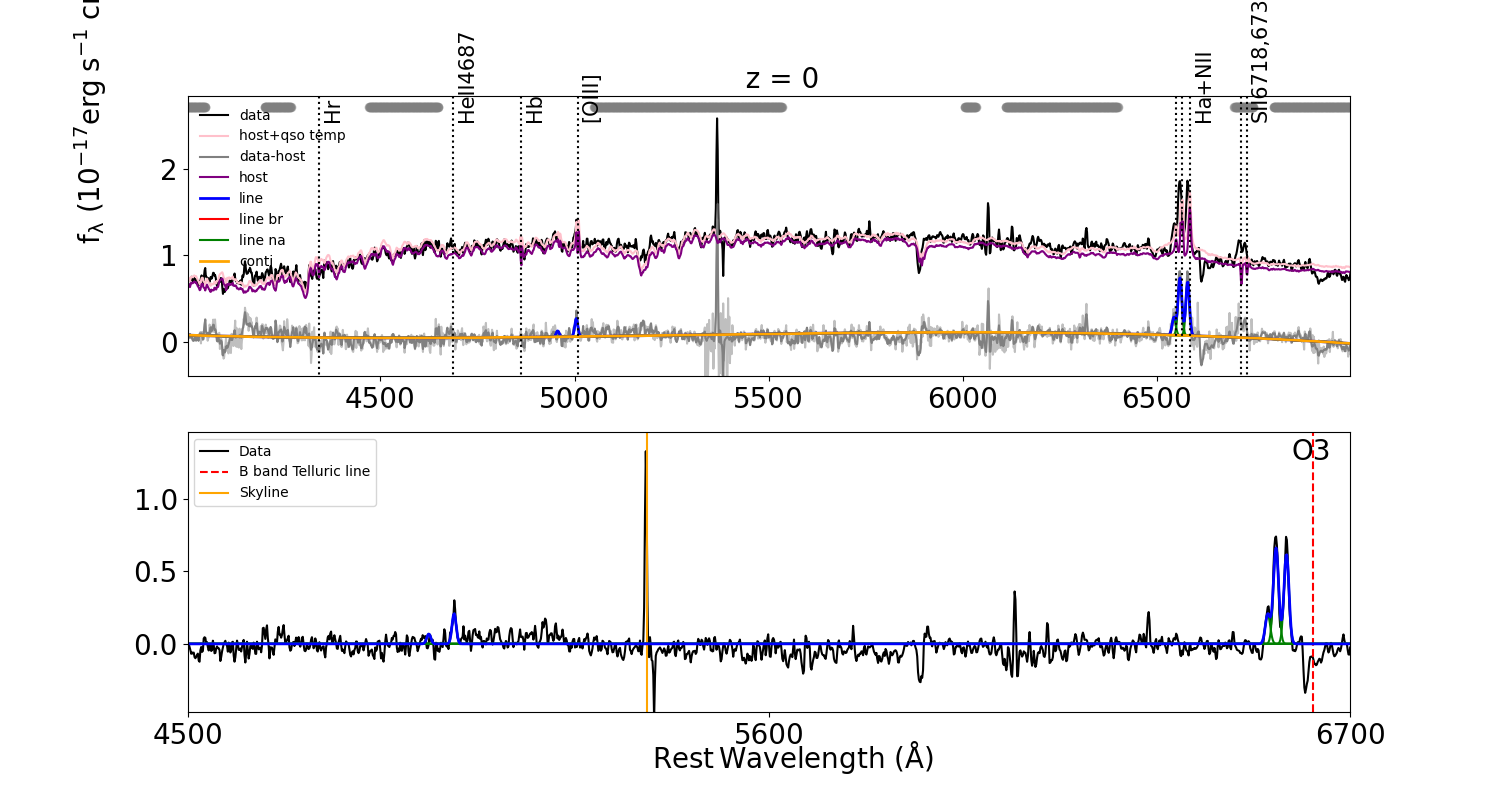 z = 0
f_λ (10^−17 erg s^−1 c
Hr
HeII4687
Hb
[OIII]
Ha+NII
SII6718,673
data
host+qso temp
data-host
host
line
line br
line na
conti
2
1
0
4500 5000 5500 6000 6500
Data
B band Telluric line
Skyline
O3
1.0
0.5
0.0
4500 5600 6700
Rest Wavelength (Å)